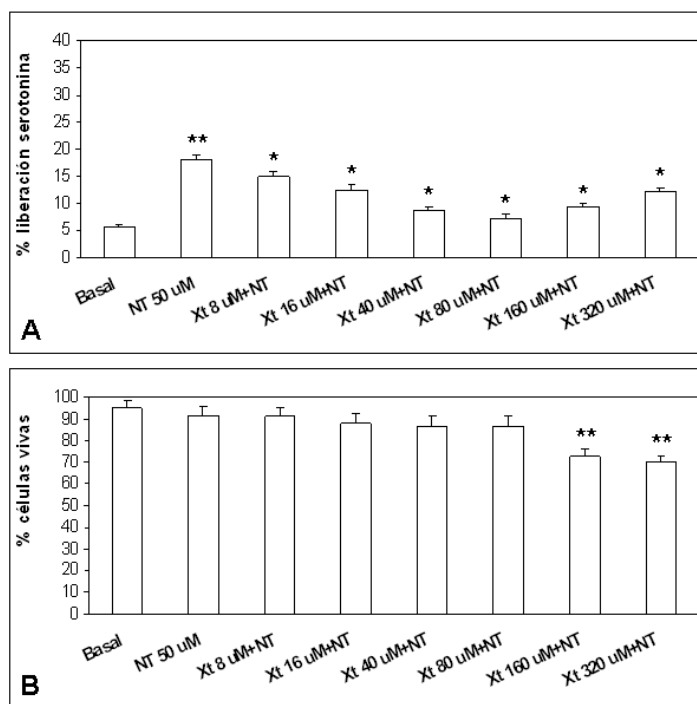 % liberación serotonina
40
35
30
25
20
15
10
5
0
**
*
*
*
*
*
*
Basal
NT 50 uM
Xt 8 uM+NT
Xt 16 uM+NT
Xt 40 uM+NT
Xt 80 uM+NT
Xt 160 uM+NT
Xt 320 uM+NT
A
% células vivas
100
90
80
70
60
50
40
30
20
10
0
**
**
Basal
NT 50 uM
Xt 8 uM+NT
Xt 16 uM+NT
Xt 40 uM+NT
Xt 80 uM+NT
Xt 160 uM+NT
Xt 320 uM+NT
B